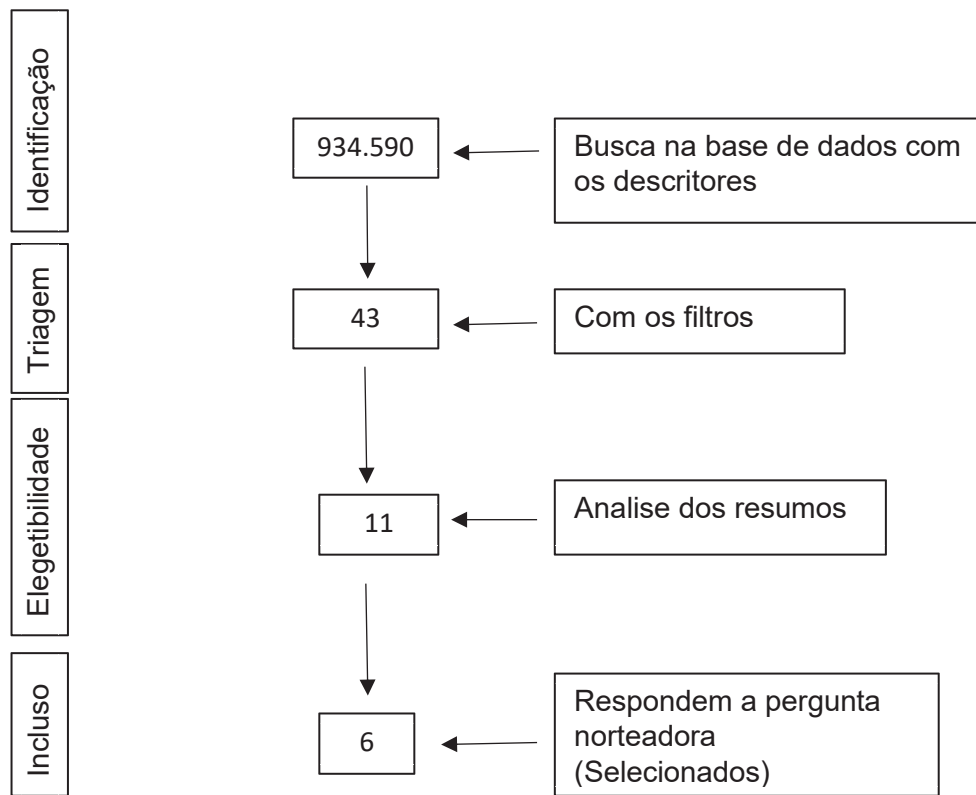 Identificação
934.590
Busca na base de dados com
os descritores
Triagem
43
Com os filtros
Elegetibilidade
11
Analise dos resumos
Incluso
6
Respondem a pergunta
norteadora
(Selecionados)